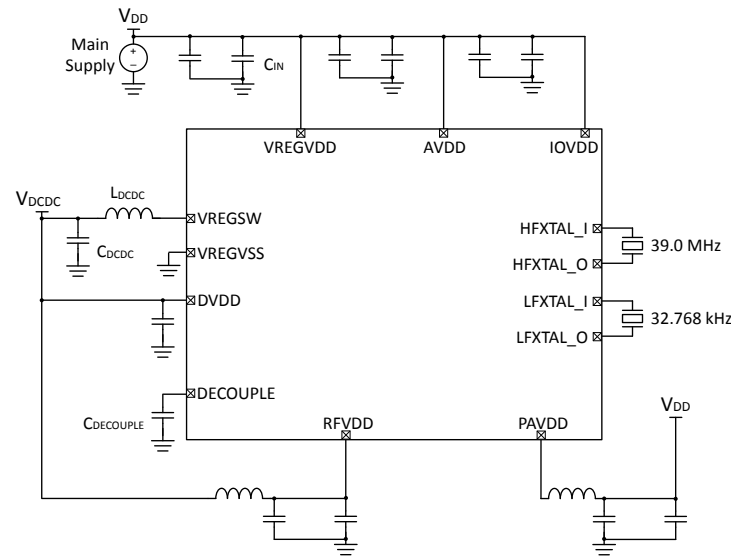 VDD
Main
Supply
+
−
CIN
VREGVDD
AVDD
IOVDD
VDCDC
LDCDC
VREGSW
HFXTAL_I
39.0 MHz
CDCDC
VREGVSS
HFXTAL_O
DVDD
LFXTAL_I
32.768 kHz
LFXTAL_O
DECOUPLE
CDECOUPLE
RFVDD
PAVDD
VDD